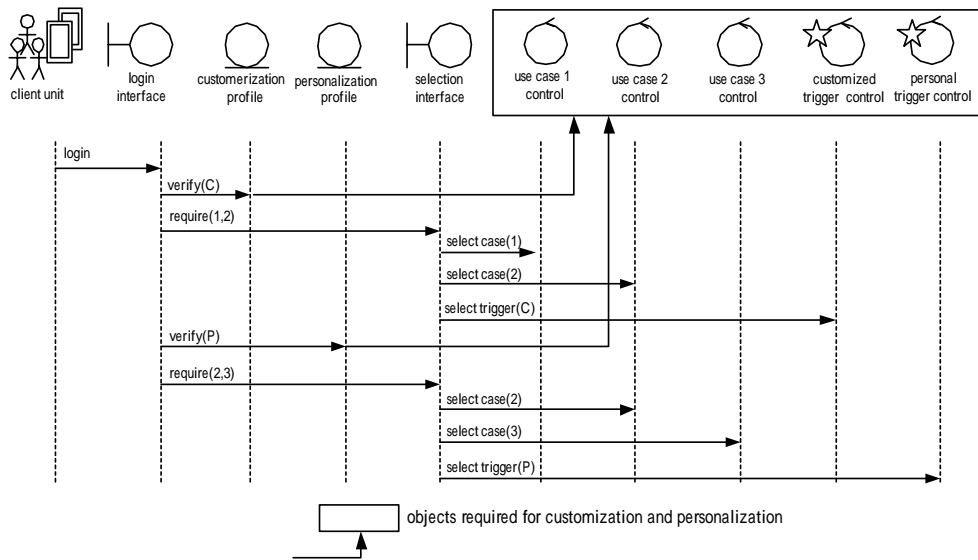 client unit
login
interface
customerization
profile
personalization
profile
selection
interface
use case 1
control
use case 2
control
use case 3
control
customized
trigger control
personal
trigger control
login
verify(C)
require(1,2)
select case(1)
select case(2)
select trigger(C)
verify(P)
require(2,3)
select case(2)
select case(3)
select trigger(P)
objects required for customization and personalization